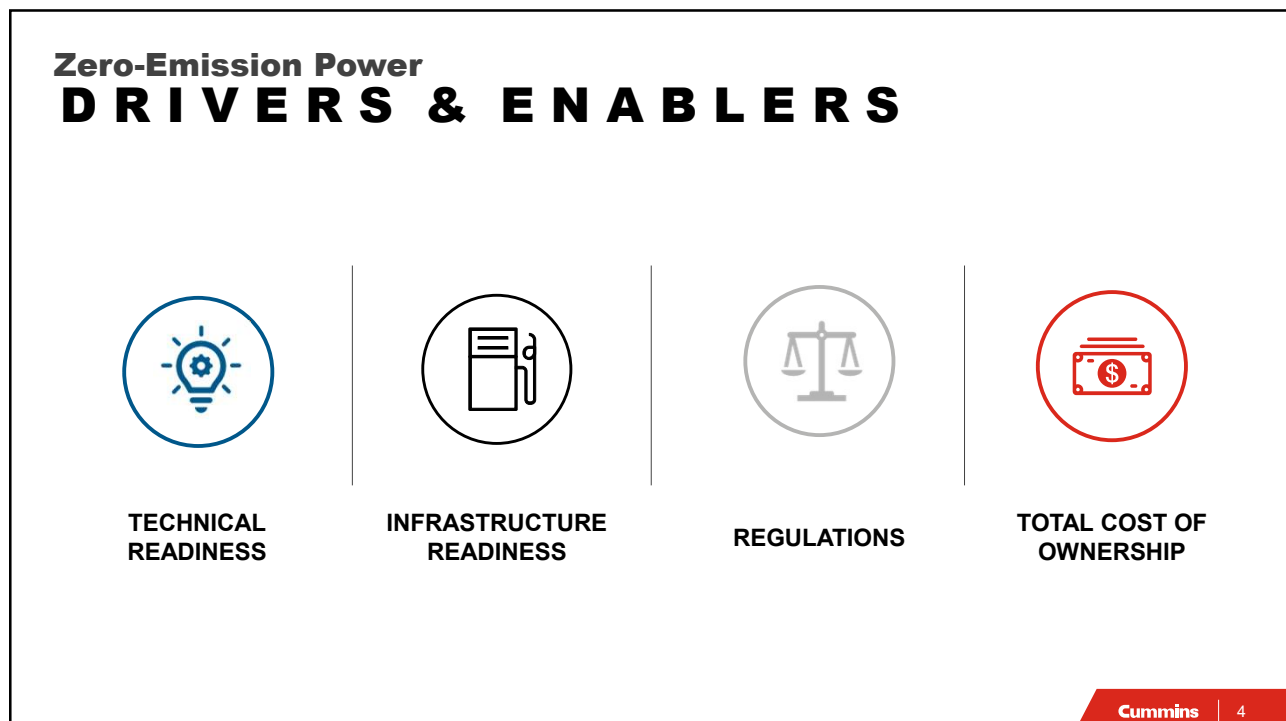 Zero-Emission Power
DRIVERS & ENABLERS
$
TECHNICAL
READINESS
INFRASTRUCTURE
READINESS
REGULATIONS
TOTAL COST OF
OWNERSHIP
Cummins 4